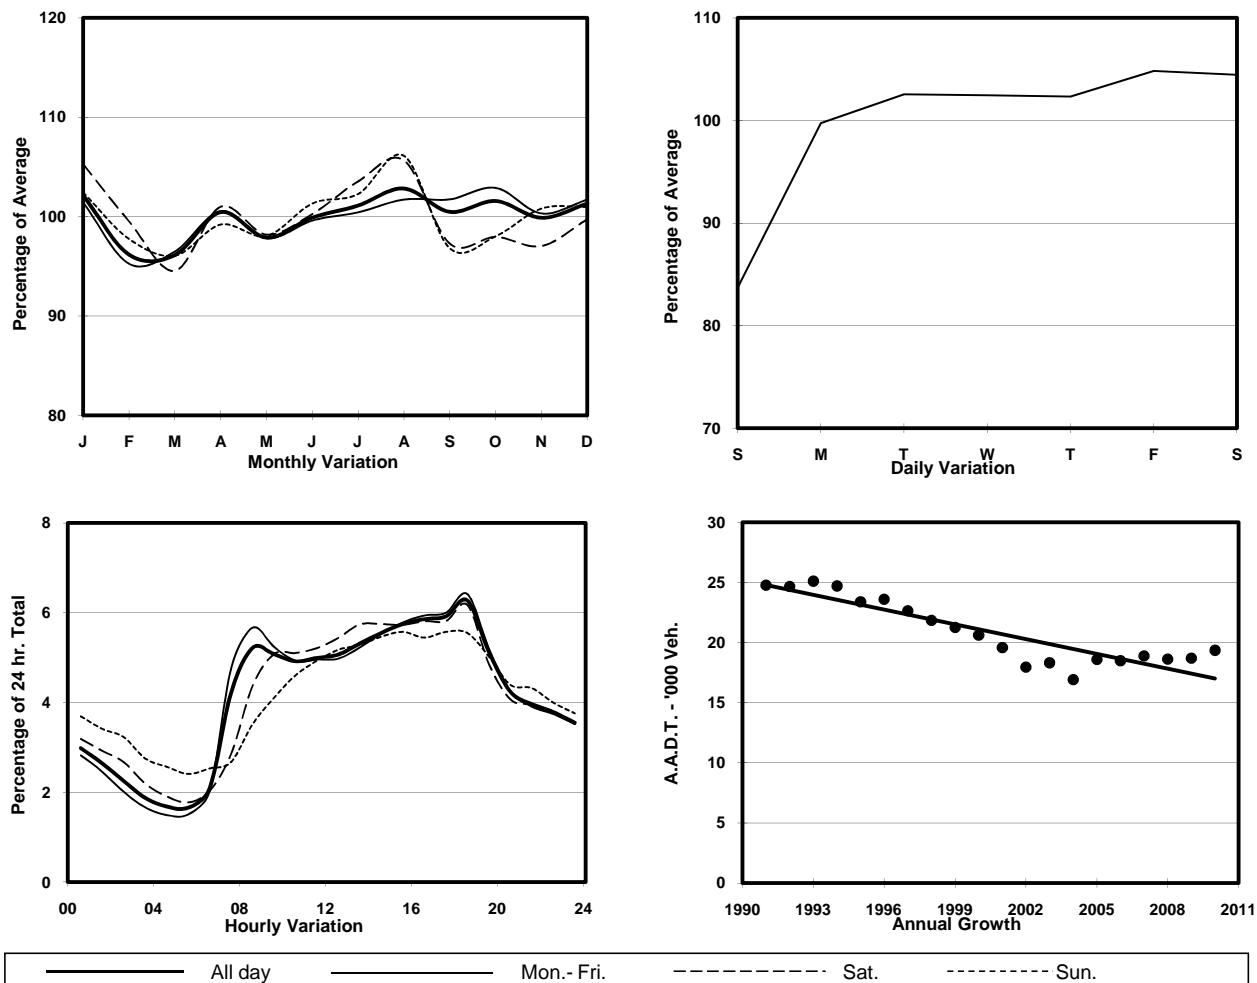 120
110
100
90
80
Percentage of Average
J F M A M J J A S O N D
Monthly Variation
110
100
90
80
70
Percentage of Average
S M T W T F S
Daily Variation
8
6
4
2
0
Percentage of 24 hr. Total
00 04 08 12 16 20 24
Hourly Variation
30
25
20
15
10
5
0
A.A.D.T. - '000 Veh.
1990 1993 1996 1999 2002 2005 2008 2011
Annual Growth
All day Mon.- Fri. Sat. Sun.